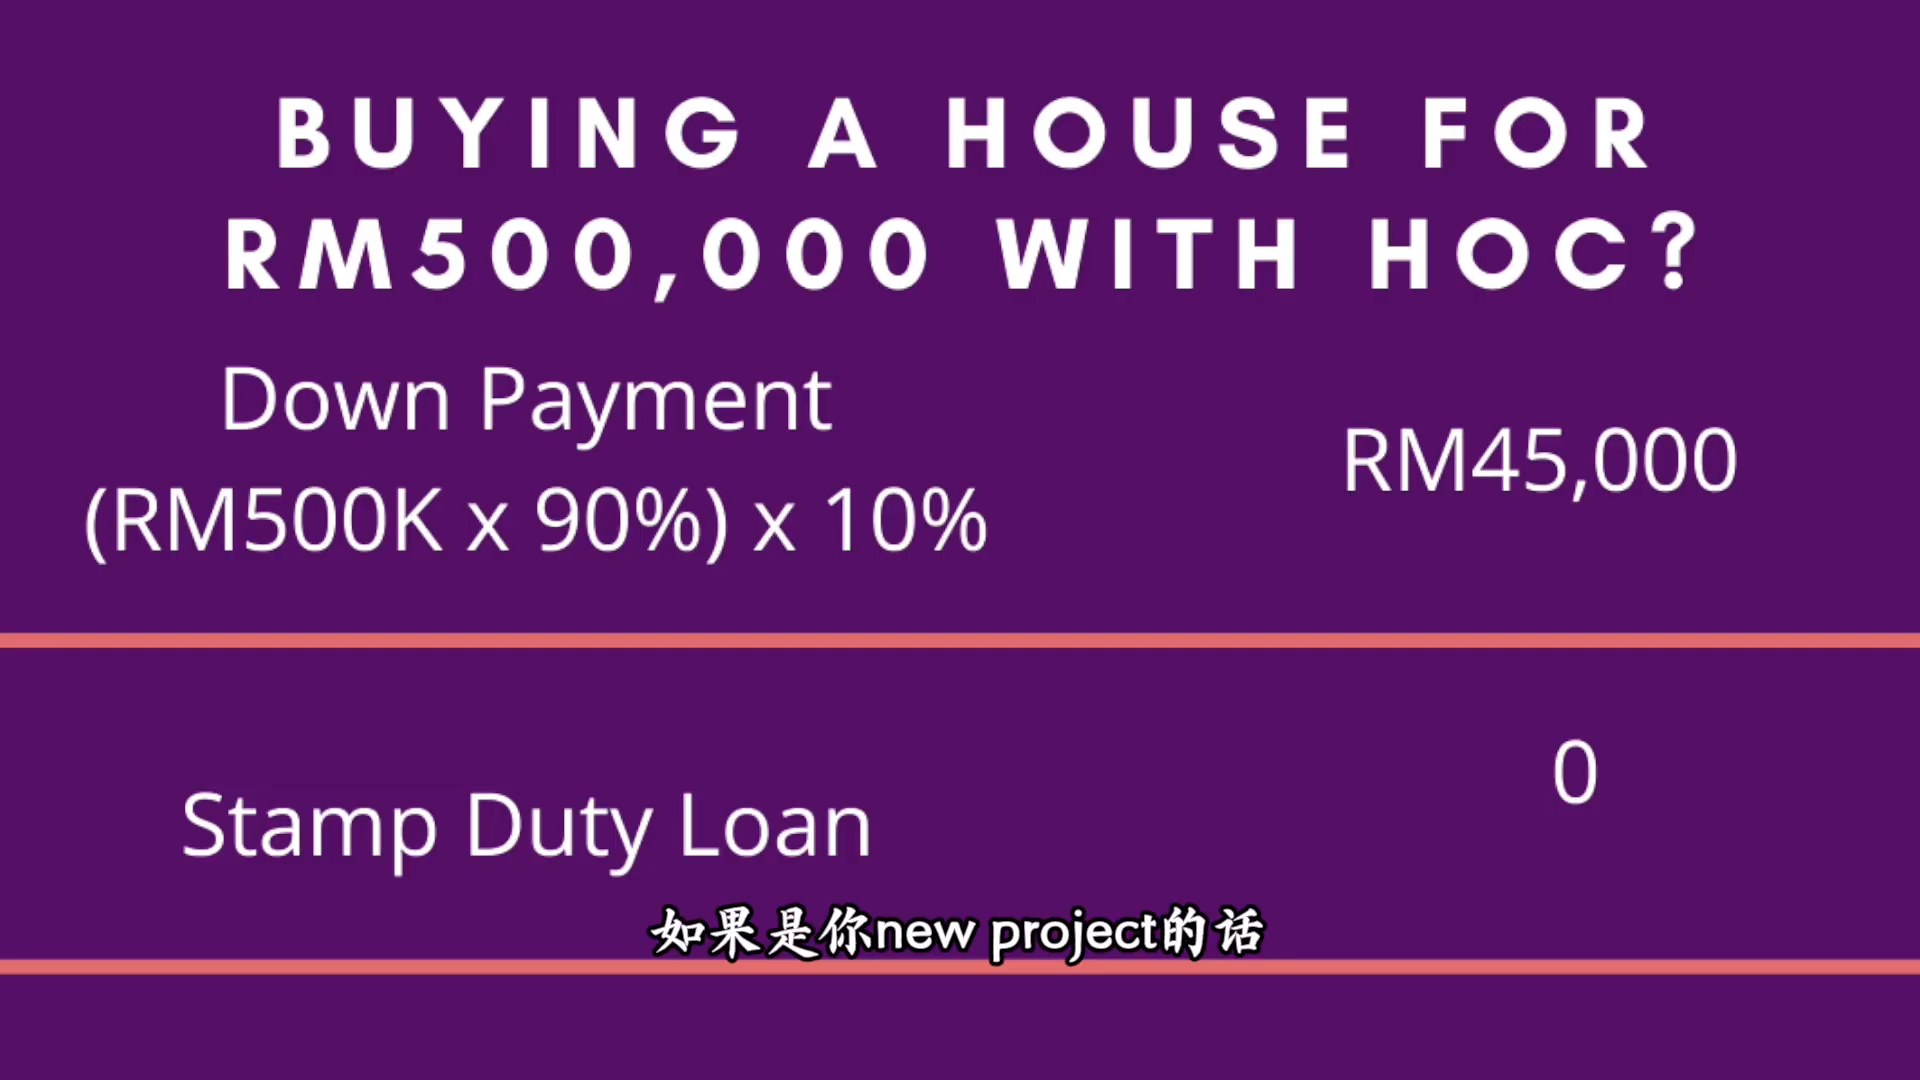 BUYING A HOUSE FOR
RM500,000 WITH HOC?
Down Payment
(RM500K x 90%) x 10%
RM45,000
Stamp Duty Loan
0
如果是你new project的话